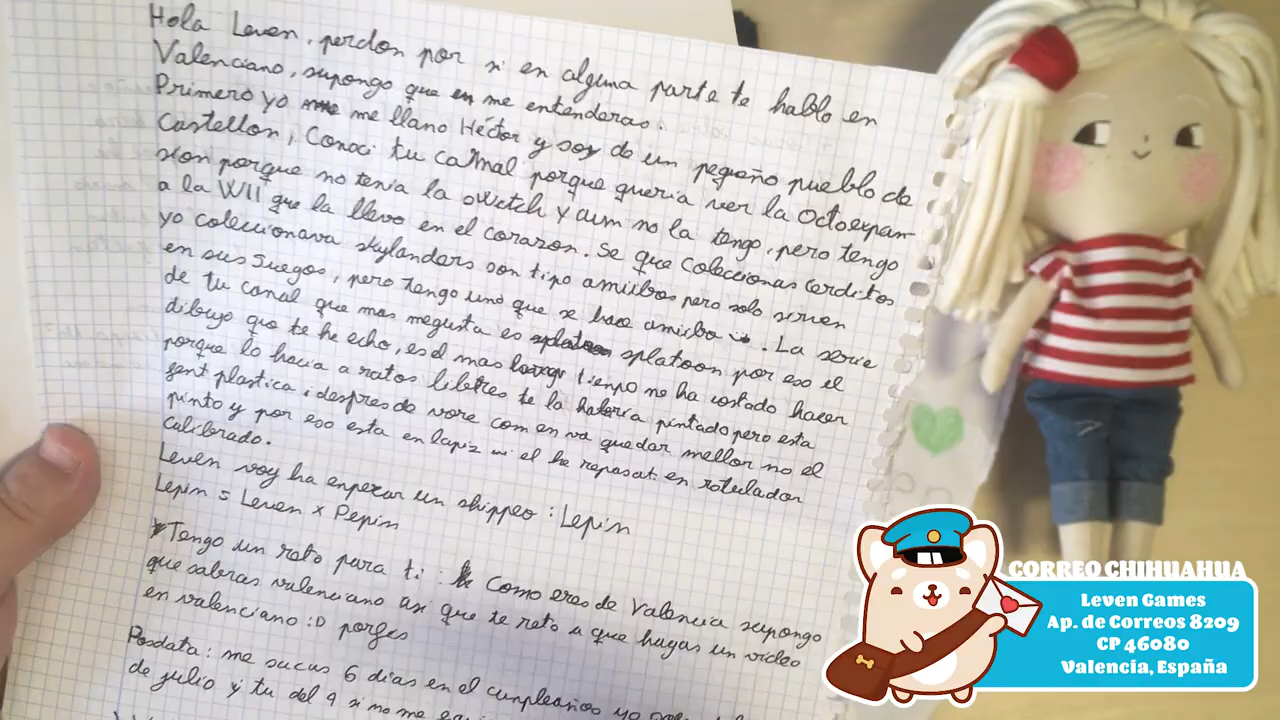 Hola Leven, perdon por si en alguna parte te hablo en
Valenciano, supongo que me entenderas.
Primero yo me llamo Héctor y soy de un pequeño pueblo de
Castellon, Conoci tu canal porque queria ver la Octoexpan-
sion porque no tenia la switch y aun no la tengo, pero tengo
a la WII que la llevo en el corazon. Se que coleccionas cerditos
yo coleccionava skylanders son tipo amiibos pero solo sirven
en sus Juegos, pero tengo uno que se hace amiibo :). La serie
de tu canal que mas megusta es splatoon por eso el
dibujo que te he echo, es el mas tienpo me ha costado hacer
porque lo hacia a ratos libres te la haberia pintado pero esta
fent plastica i despres de vore com en va quedar mellor no el
pinto y por eso esta en lapiz ni el he repasat en rotulador
Calibrado.
Leven voy ha enpezar un shippeo : Lepin
Lepin = Leven x Pepin
Tengo un reto para ti : Como eres de Valencia supongo
que sabras valenciano asi que te reto a que hagas un video
en valenciano :D porfes
Posdata: me sacas 6 dias en el cunpleaños yo
de julio y tu del 9 si no me
CORREO CHIHUAHUA
Leven Games
Ap. de Correos 8209
CP 46080
Valencia, España